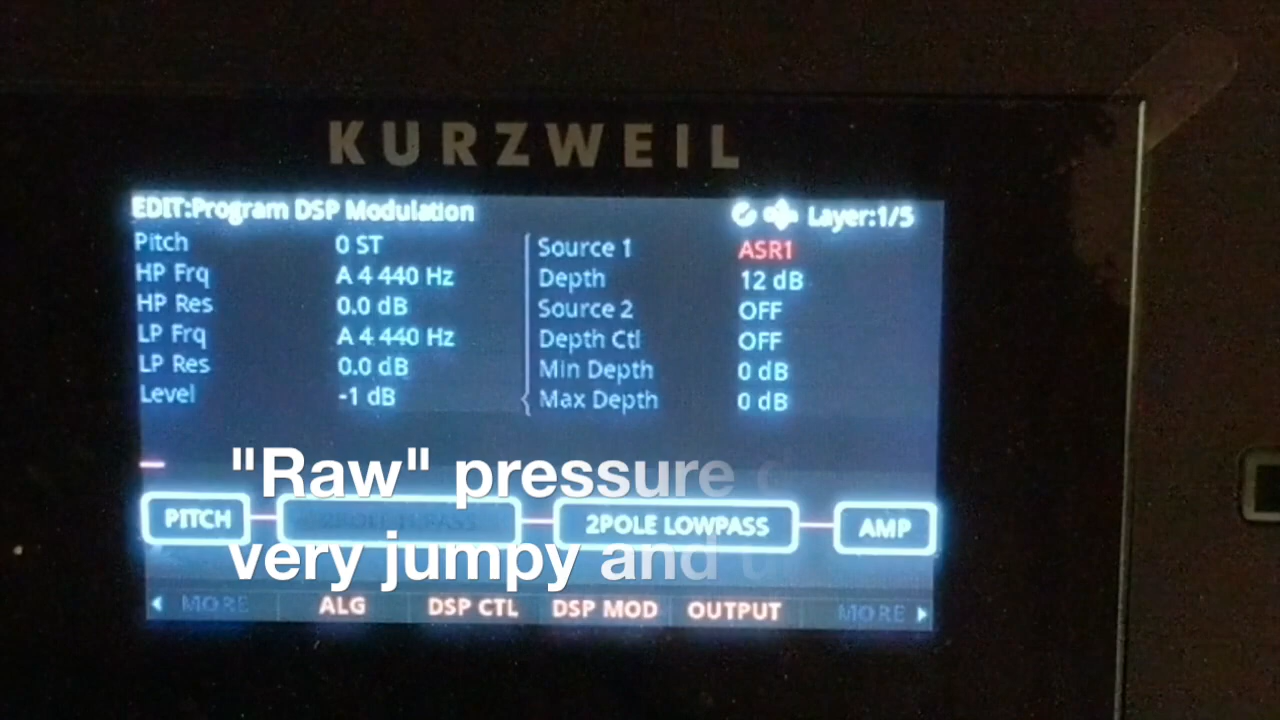 KURZWEIL
EDIT:Program DSP Modulation Layer:1/5
Pitch 0 ST Source 1 ASR1
HP Frq A 4 440 Hz Depth 12 dB
HP Res 0.0 dB Source 2 OFF
LP Frq A 4 440 Hz Depth Ctl OFF
LP Res 0.0 dB Min Depth 0 dB
Level -1 dB Max Depth 0 dB
"Raw" pressure
PITCH 2POLE LOWPASS AMP
very jumpy and
MORE ALG DSP CTL DSP MOD OUTPUT MORE